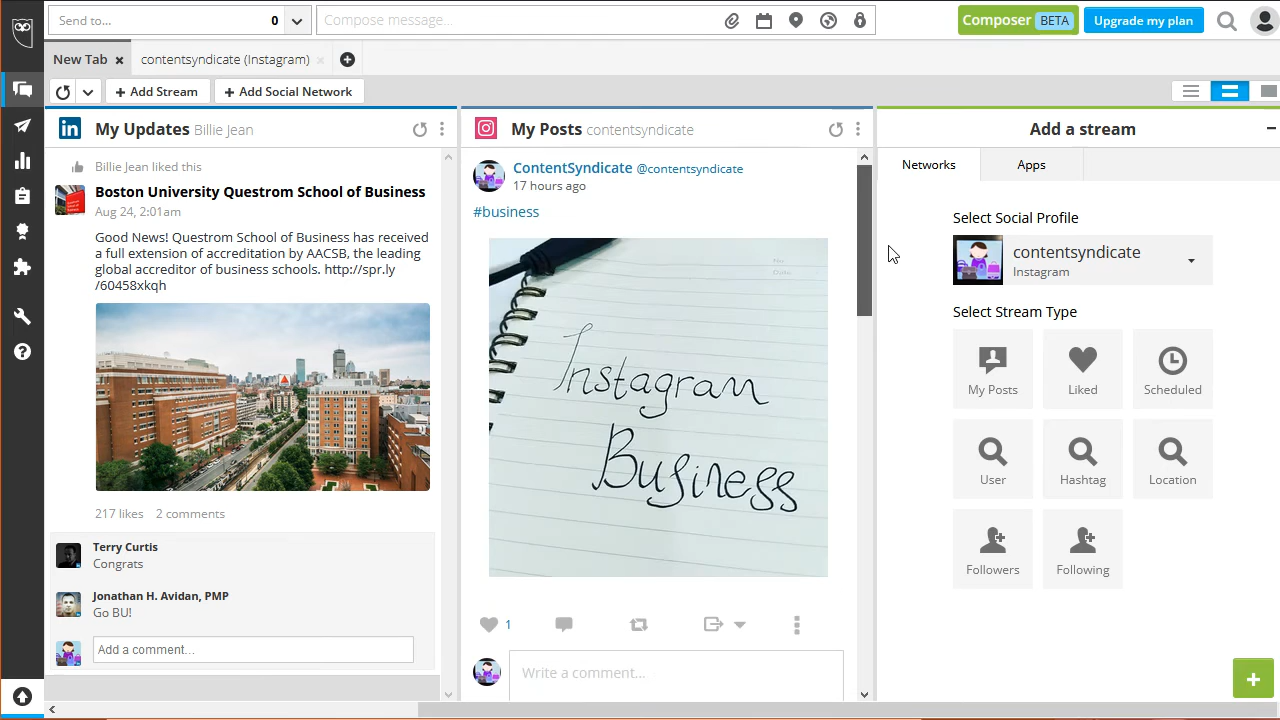 Send to...
0
Compose message...
Composer BETA
Upgrade my plan
New Tab
contentsyndicate (Instagram)
Add Stream
Add Social Network
My Updates Billie Jean
Billie Jean liked this
Boston University Questrom School of Business
Aug 24, 2:01am
Good News! Questrom School of Business has received
a full extension of accreditation by AACSB, the leading
global accreditor of business schools. http://spr.ly
/60458xkqh
217 likes 2 comments
Terry Curtis
Congrats
Jonathan H. Avidan, PMP
Go BU!
Add a comment...
My Posts contentsyndicate
ContentSyndicate @contentsyndicate
17 hours ago
#business
Instagram
Business
1
Write a comment...
Add a stream
Networks
Apps
Select Social Profile
contentsyndicate
Instagram
Select Stream Type
My Posts
Liked
Scheduled
User
Hashtag
Location
Followers
Following